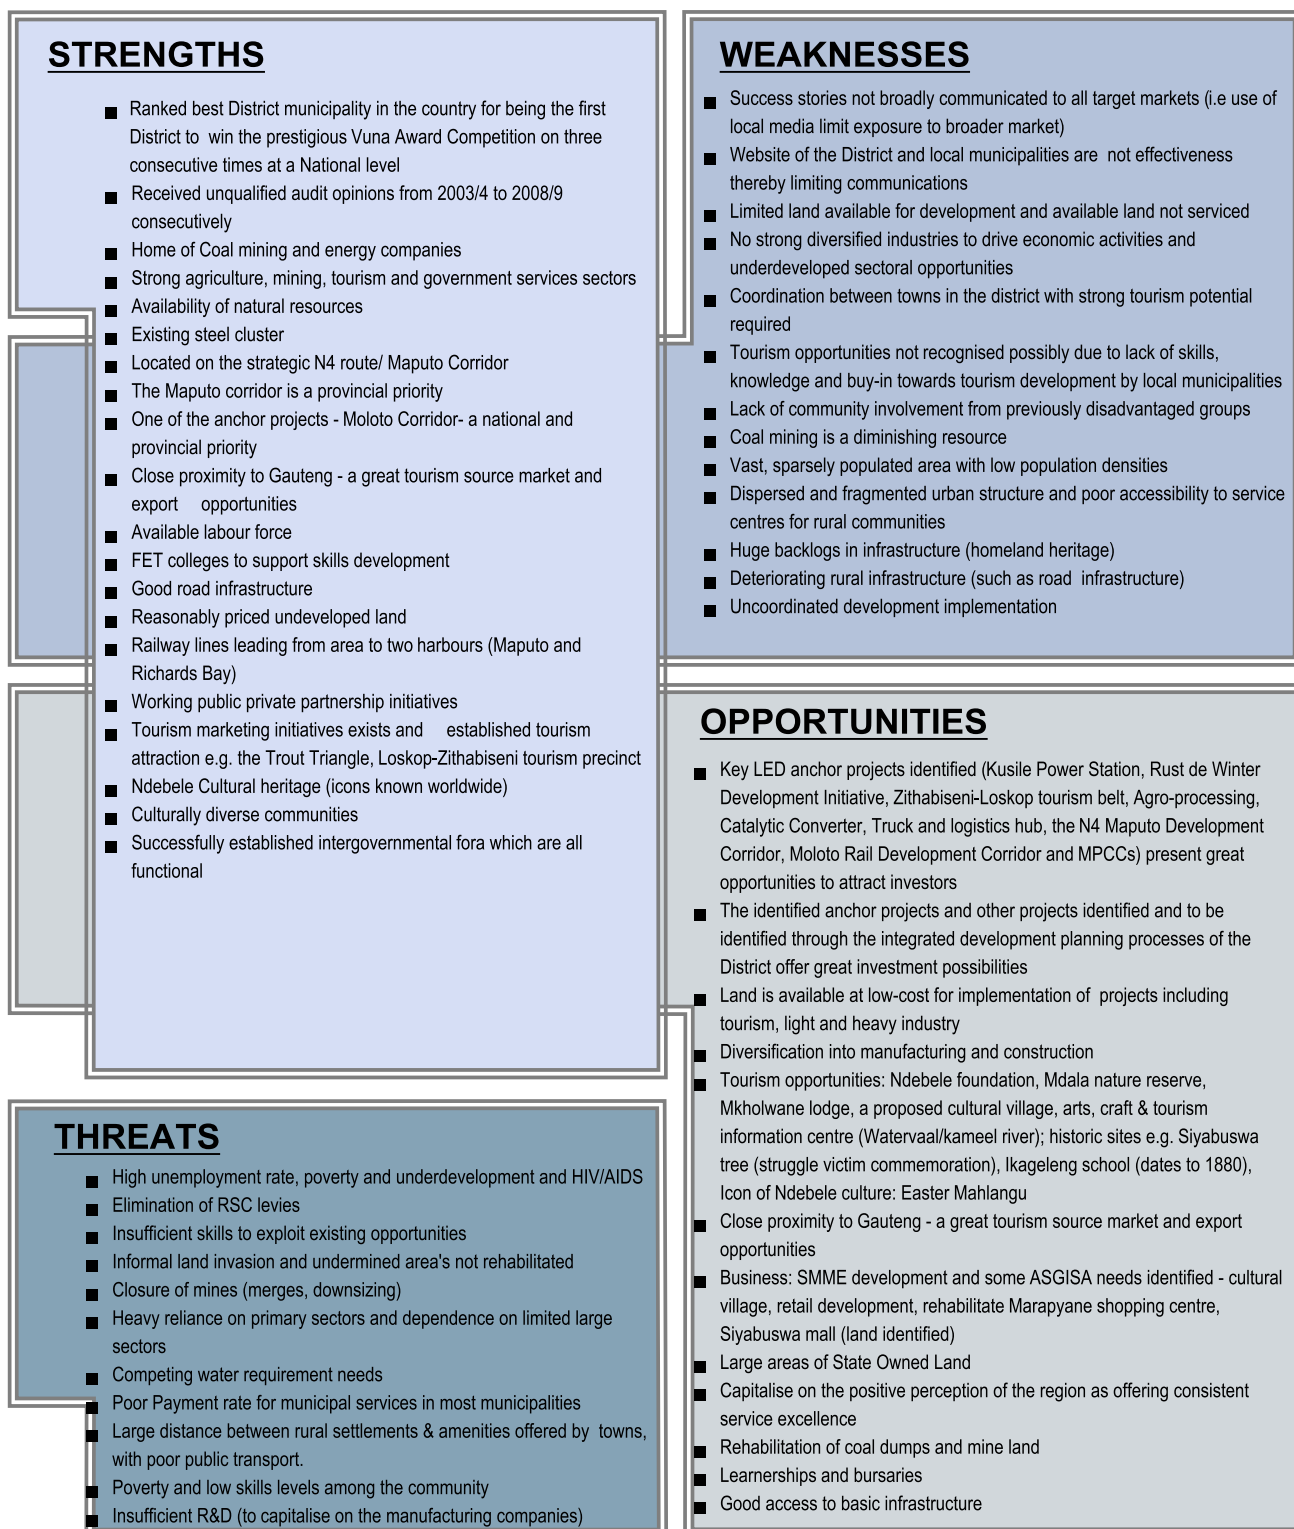 STRENGTHS
Ranked best District municipality in the country for being the first
District to win the prestigious Vuna Award Competition on three
consecutive times at a National level
Received unqualified audit opinions from 2003/4 to 2008/9
consecutively
Home of Coal mining and energy companies
Strong agriculture, mining, tourism and government services sectors
Availability of natural resources
Existing steel cluster
Located on the strategic N4 route/ Maputo Corridor
The Maputo corridor is a provincial priority
One of the anchor projects - Moloto Corridor- a national and
provincial priority
Close proximity to Gauteng - a great tourism source market and
export opportunities
Available labour force
FET colleges to support skills development
Good road infrastructure
Reasonably priced undeveloped land
Railway lines leading from area to two harbours (Maputo and
Richards Bay)
Working public private partnership initiatives
Tourism marketing initiatives exists and established tourism
attraction e.g. the Trout Triangle, Loskop-Zithabiseni tourism precinct
Ndebele Cultural heritage (icons known worldwide)
Culturally diverse communities
Successfully established intergovernmental fora which are all
functional
WEAKNESSES
Success stories not broadly communicated to all target markets (i.e use of
local media limit exposure to broader market)
Website of the District and local municipalities are not effectiveness
thereby limiting communications
Limited land available for development and available land not serviced
No strong diversified industries to drive economic activities and
underdeveloped sectoral opportunities
Coordination between towns in the district with strong tourism potential
required
Tourism opportunities not recognised possibly due to lack of skills,
knowledge and buy-in towards tourism development by local municipalities
Lack of community involvement from previously disadvantaged groups
Coal mining is a diminishing resource
Vast, sparsely populated area with low population densities
Dispersed and fragmented urban structure and poor accessibility to service
centres for rural communities
Huge backlogs in infrastructure (homeland heritage)
Deteriorating rural infrastructure (such as road infrastructure)
Uncoordinated development implementation
OPPORTUNITIES
Key LED anchor projects identified (Kusile Power Station, Rust de Winter
Development Initiative, Zithabiseni-Loskop tourism belt, Agro-processing,
Catalytic Converter, Truck and logistics hub, the N4 Maputo Development
Corridor, Moloto Rail Development Corridor and MPCCs) present great
opportunities to attract investors
The identified anchor projects and other projects identified and to be
identified through the integrated development planning processes of the
District offer great investment possibilities
Land is available at low-cost for implementation of projects including
tourism, light and heavy industry
Diversification into manufacturing and construction
Tourism opportunities: Ndebele foundation, Mdala nature reserve,
Mkholwane lodge, a proposed cultural village, arts, craft & tourism
information centre (Watervaal/kameel river); historic sites e.g. Siyabuswa
tree (struggle victim commemoration), Ikageleng school (dates to 1880),
Icon of Ndebele culture: Easter Mahlangu
Close proximity to Gauteng - a great tourism source market and export
opportunities
Business: SMME development and some ASGISA needs identified - cultural
village, retail development, rehabilitate Marapyane shopping centre,
Siyabuswa mall (land identified)
Large areas of State Owned Land
Capitalise on the positive perception of the region as offering consistent
service excellence
Rehabilitation of coal dumps and mine land
Learnerships and bursaries
Good access to basic infrastructure
THREATS
High unemployment rate, poverty and underdevelopment and HIV/AIDS
Elimination of RSC levies
Insufficient skills to exploit existing opportunities
Informal land invasion and undermined area's not rehabilitated
Closure of mines (merges, downsizing)
Heavy reliance on primary sectors and dependence on limited large
sectors
Competing water requirement needs
Poor Payment rate for municipal services in most municipalities
Large distance between rural settlements & amenities offered by towns,
with poor public transport.
Poverty and low skills levels among the community
Insufficient R&D (to capitalise on the manufacturing companies)